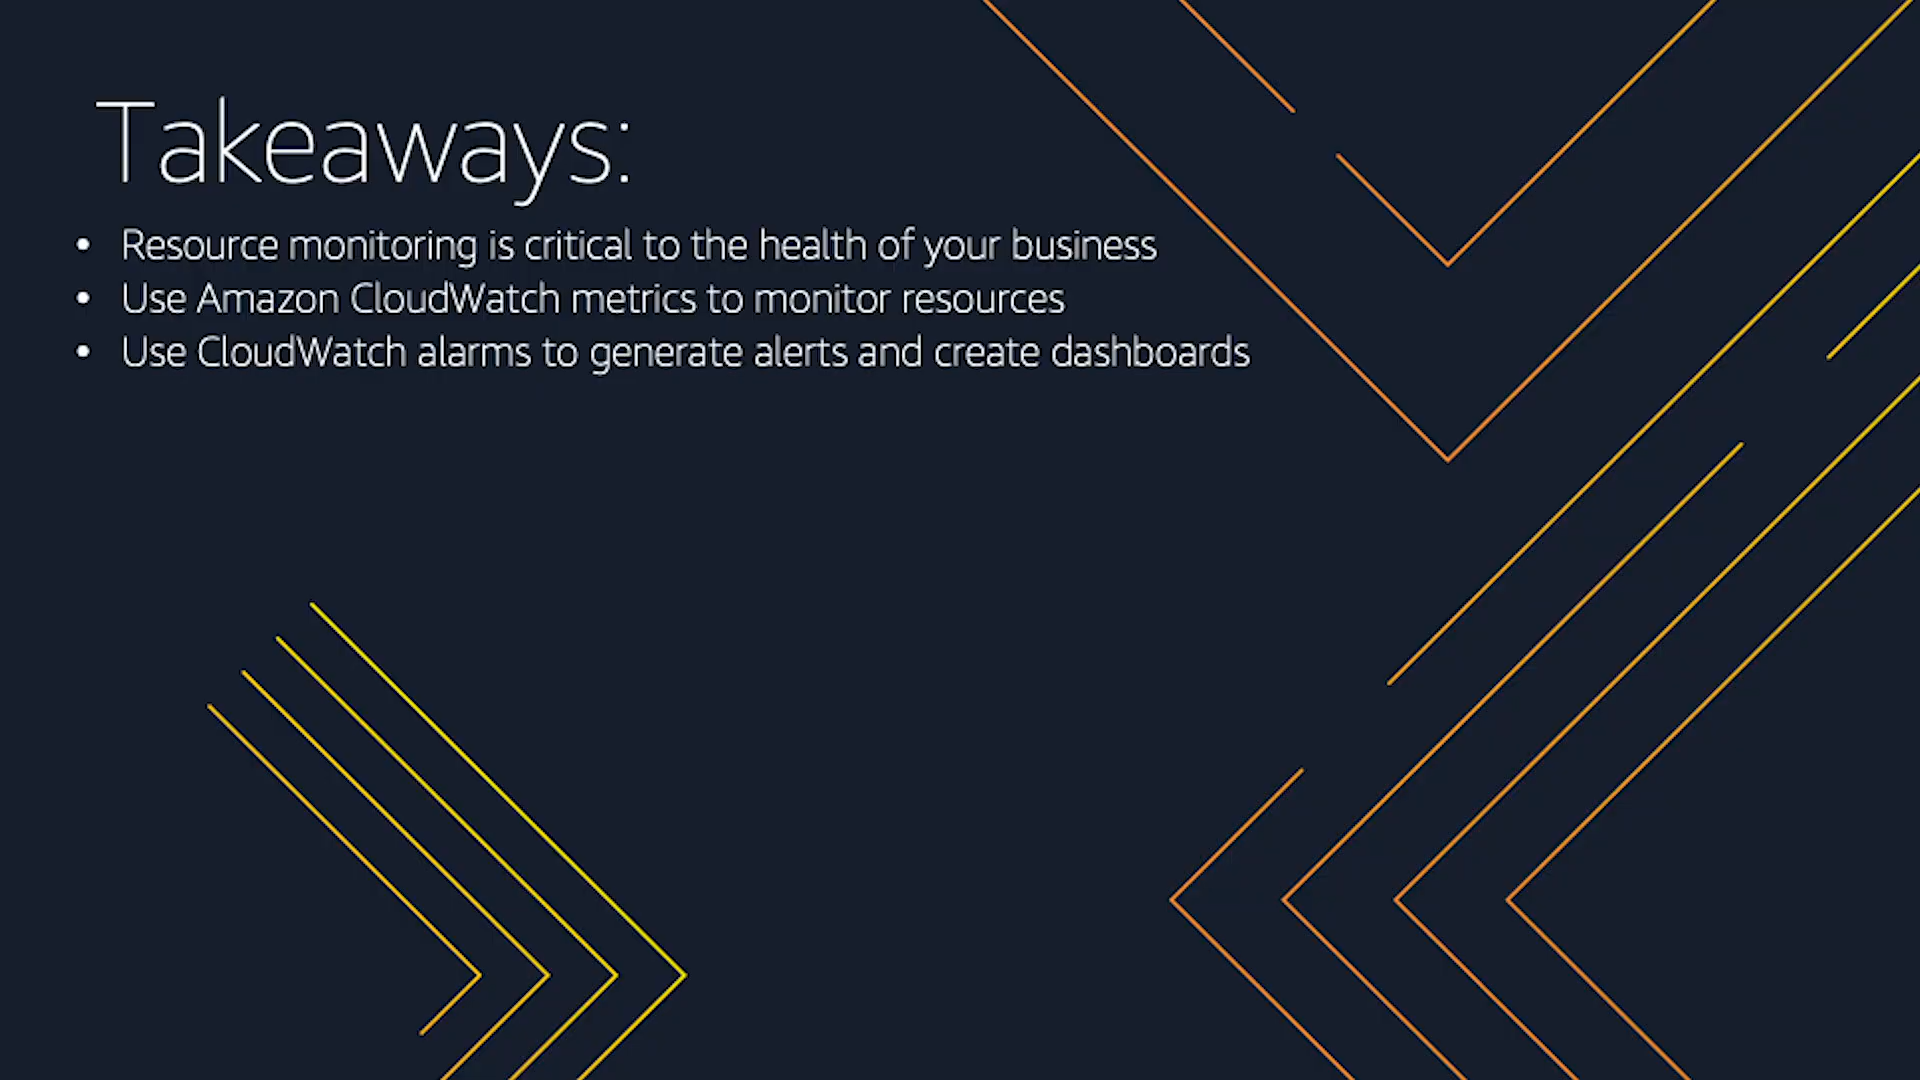 Takeaways:
• Resource monitoring is critical to the health of your business
• Use Amazon CloudWatch metrics to monitor resources
• Use CloudWatch alarms to generate alerts and create dashboards